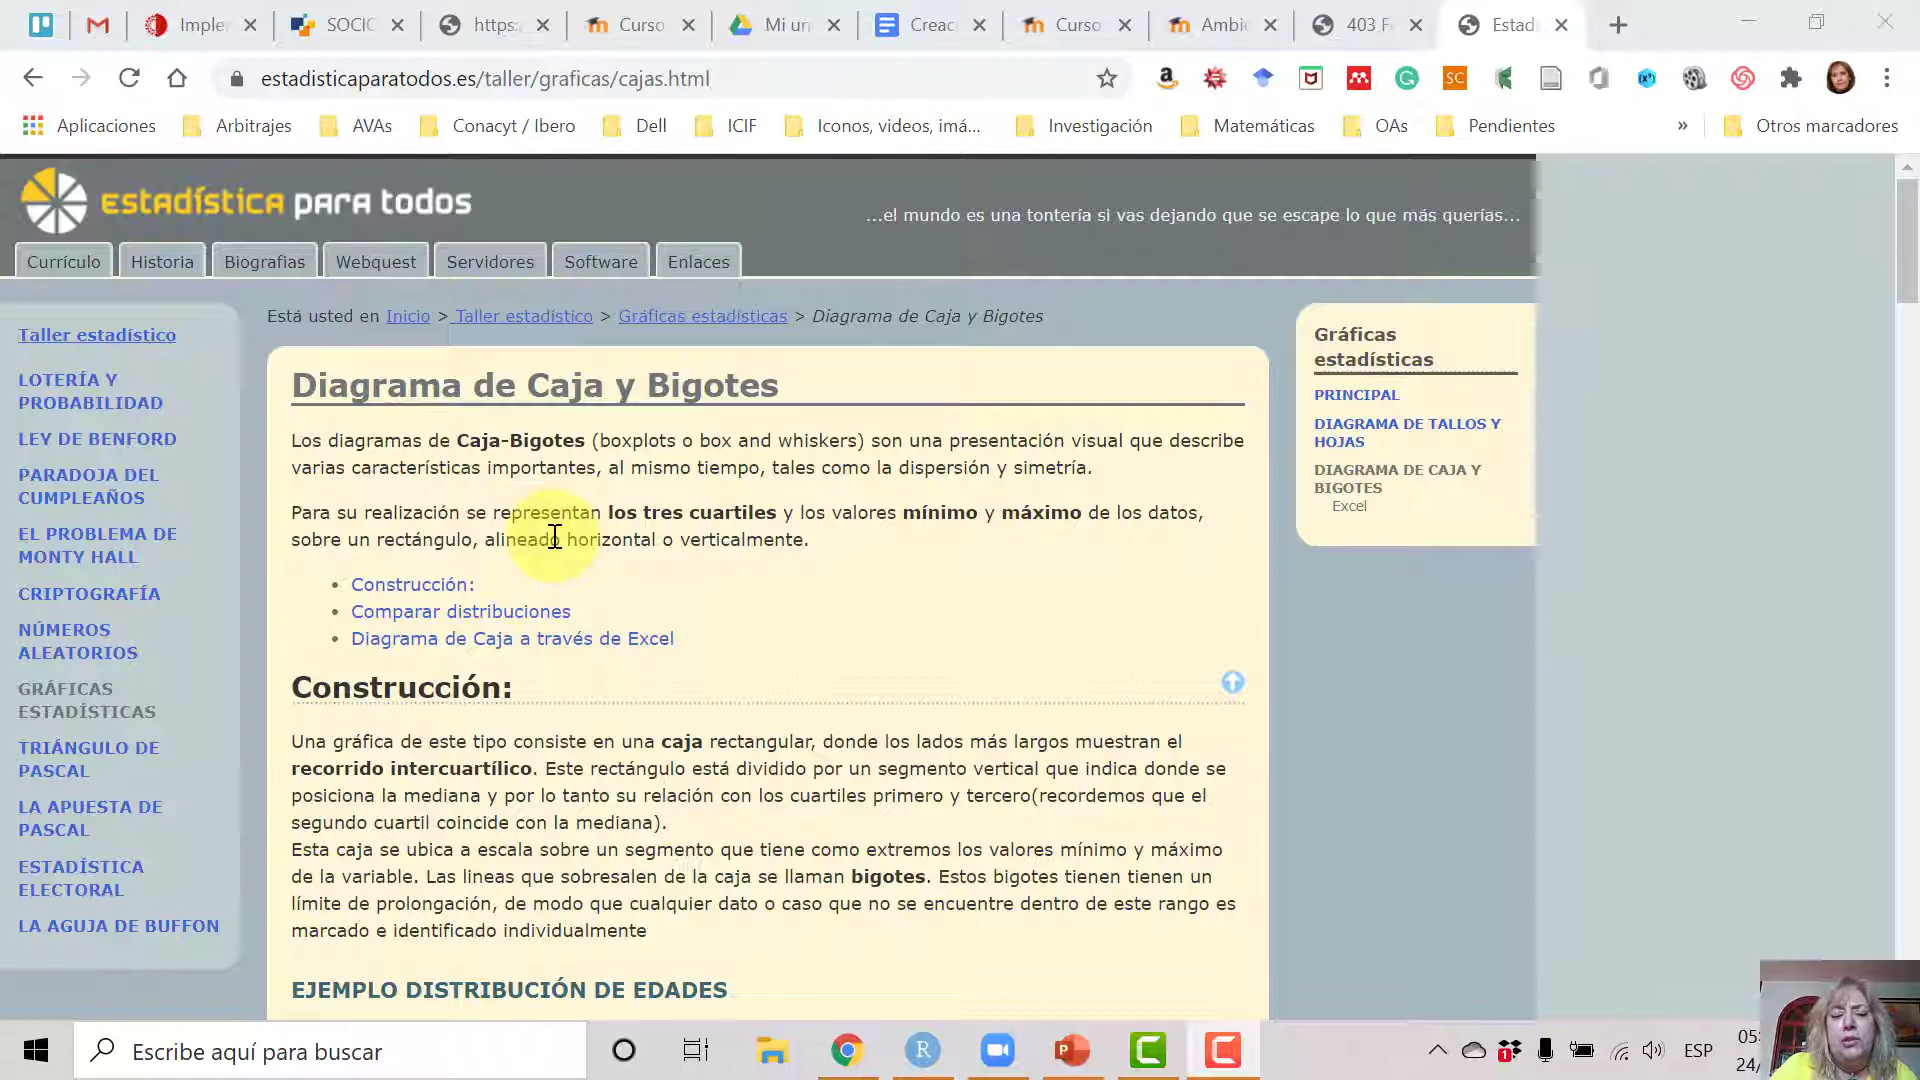 Imple
SOCIO
https:
Curso
Mi un
Creac
Curso
Ambie
403 F
Estad
estadisticaparatodos.es/taller/graficas/cajas.html
SC
Aplicaciones
Arbitrajes
AVAs
Conacyt / Ibero
Dell
ICIF
Iconos, videos, imá...
Investigación
Matemáticas
OAs
Pendientes
»
Otros marcadores
estadística para todos
...el mundo es una tontería si vas dejando que se escape lo que más querías...
Currículo
Historia
Biografias
Webquest
Servidores
Software
Enlaces
Taller estadístico
LOTERÍA Y
PROBABILIDAD
LEY DE BENFORD
PARADOJA DEL
CUMPLEAÑOS
EL PROBLEMA DE
MONTY HALL
CRIPTOGRAFÍA
NÚMEROS
ALEATORIOS
GRÁFICAS
ESTADÍSTICAS
TRIÁNGULO DE
PASCAL
LA APUESTA DE
PASCAL
ESTADÍSTICA
ELECTORAL
LA AGUJA DE BUFFON
Está usted en Inicio > Taller estadístico > Gráficas estadísticas > Diagrama de Caja y Bigotes
Diagrama de Caja y Bigotes
Los diagramas de Caja-Bigotes (boxplots o box and whiskers) son una presentación visual que describe
varias características importantes, al mismo tiempo, tales como la dispersión y simetría.
Para su realización se representan los tres cuartiles y los valores mínimo y máximo de los datos,
sobre un rectángulo, alineado horizontal o verticalmente.
• Construcción:
• Comparar distribuciones
• Diagrama de Caja a través de Excel
Construcción:
Una gráfica de este tipo consiste en una caja rectangular, donde los lados más largos muestran el
recorrido intercuartílico. Este rectángulo está dividido por un segmento vertical que indica donde se
posiciona la mediana y por lo tanto su relación con los cuartiles primero y tercero(recordemos que el
segundo cuartil coincide con la mediana).
Esta caja se ubica a escala sobre un segmento que tiene como extremos los valores mínimo y máximo
de la variable. Las lineas que sobresalen de la caja se llaman bigotes. Estos bigotes tienen tienen un
límite de prolongación, de modo que cualquier dato o caso que no se encuentre dentro de este rango es
marcado e identificado individualmente
EJEMPLO DISTRIBUCIÓN DE EDADES
Gráficas
estadísticas
PRINCIPAL
DIAGRAMA DE TALLOS Y
HOJAS
DIAGRAMA DE CAJA Y
BIGOTES
Excel
Escribe aquí para buscar
ESP
05:
24/